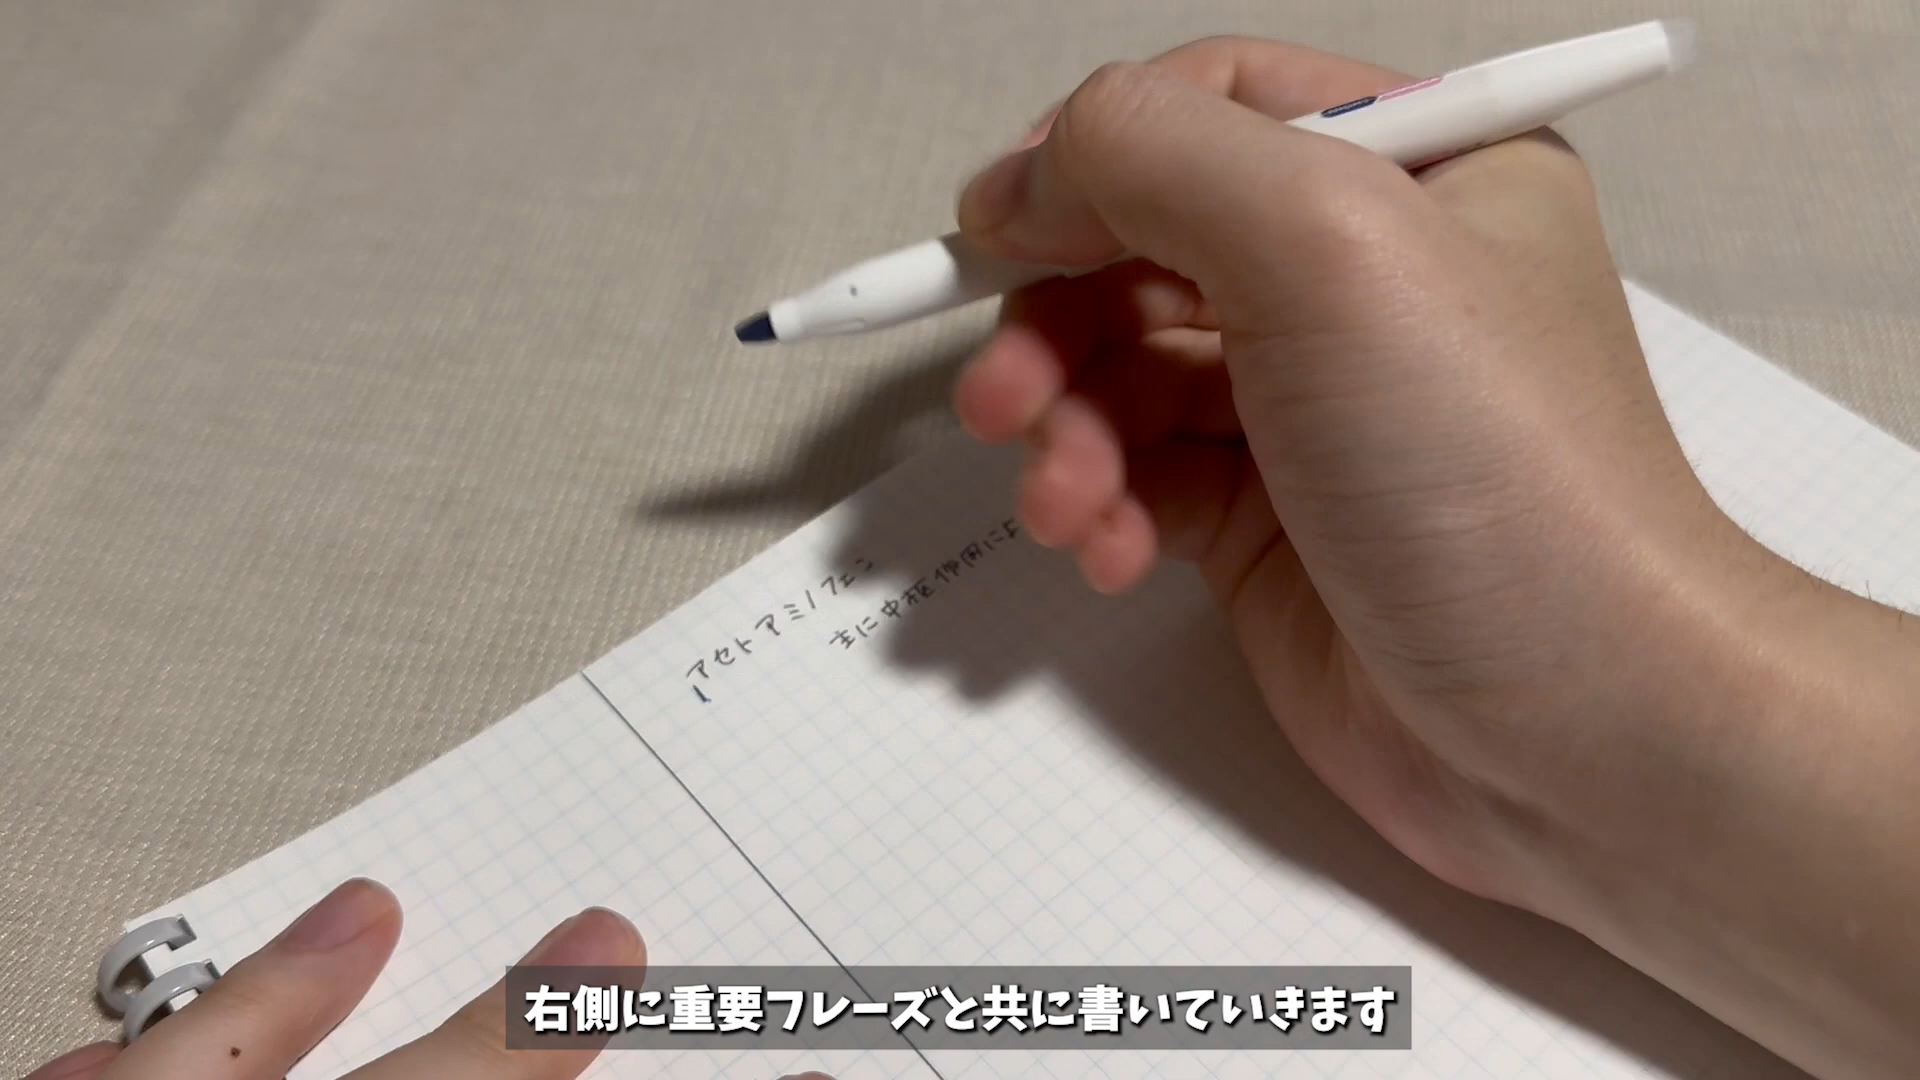 アセトアミノフェン
主に中枢作用によ
右側に重要フレーズと共に書いていきます